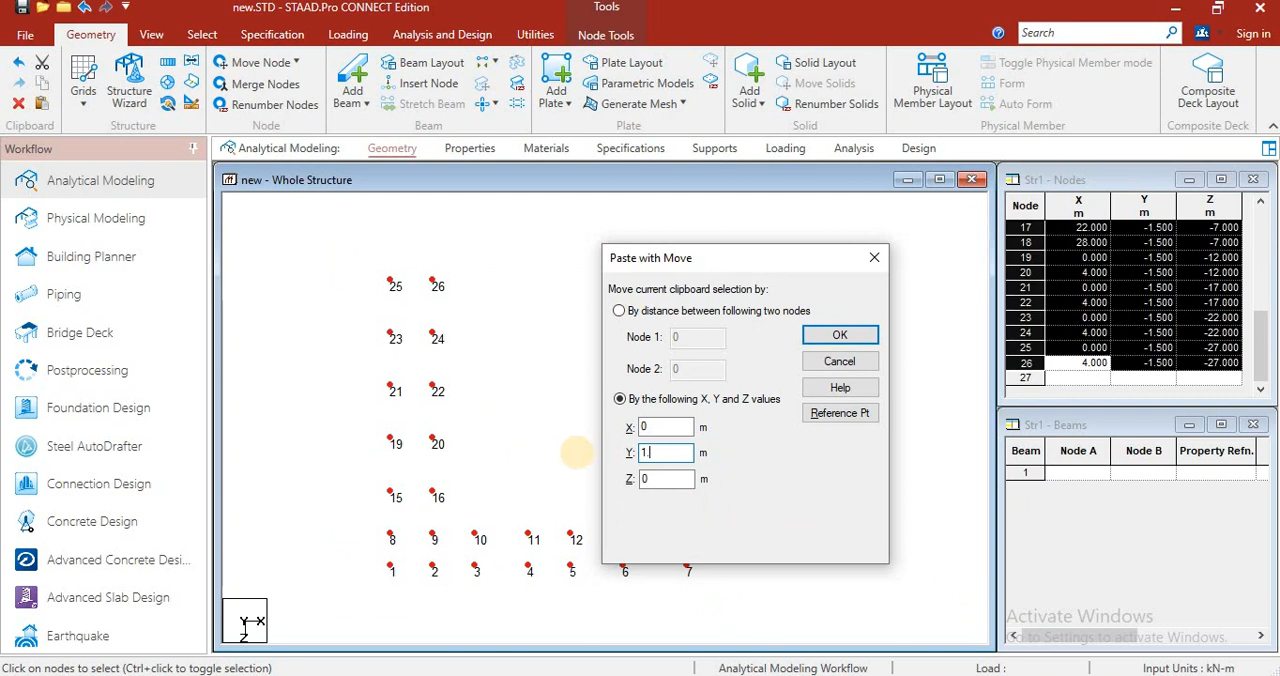 new.STD - STAAD.Pro CONNECT Edition
Tools
File
Geometry
View
Select
Specification
Loading
Analysis and Design
Utilities
Node Tools
Search
Sign in
Clipboard
Grids
Structure Wizard
Structure
Move Node
Merge Nodes
Renumber Nodes
Node
Add Beam
Beam Layout
Insert Node
Stretch Beam
Beam
Add Plate
Plate Layout
Parametric Models
Generate Mesh
Plate
Add Solid
Solid Layout
Move Solids
Renumber Solids
Solid
Physical Member Layout
Toggle Physical Member mode
Form
Auto Form
Physical Member
Composite Deck Layout
Composite Deck
Workflow
Analytical Modeling
Physical Modeling
Building Planner
Piping
Bridge Deck
Postprocessing
Foundation Design
Steel AutoDrafter
Connection Design
Concrete Design
Advanced Concrete Desi...
Advanced Slab Design
Earthquake
Analytical Modeling:
Geometry
Properties
Materials
Specifications
Supports
Loading
Analysis
Design
new - Whole Structure
25 26
23 24
21 22
19 20
15 16
8 9 10 11 12
1 2 3 4 5 6 7
Y X
Z
Paste with Move
Move current clipboard selection by:
By distance between following two nodes
Node 1: 0
Node 2: 0
By the following X, Y and Z values
X: 0 m
Y: 1. m
Z: 0 m
OK
Cancel
Help
Reference Pt
Str1 - Nodes
Node X m Y m Z m
17 22.000 -1.500 -7.000
18 28.000 -1.500 -7.000
19 0.000 -1.500 -12.000
20 4.000 -1.500 -12.000
21 0.000 -1.500 -17.000
22 4.000 -1.500 -17.000
23 0.000 -1.500 -22.000
24 4.000 -1.500 -22.000
25 0.000 -1.500 -27.000
26 4.000 -1.500 -27.000
27
Str1 - Beams
Beam Node A Node B Property Refn.
1
Activate Windows
Go to Settings to activate Windows.
Click on nodes to select (Ctrl+click to toggle selection)
Analytical Modeling Workflow
Load :
Input Units : kN-m